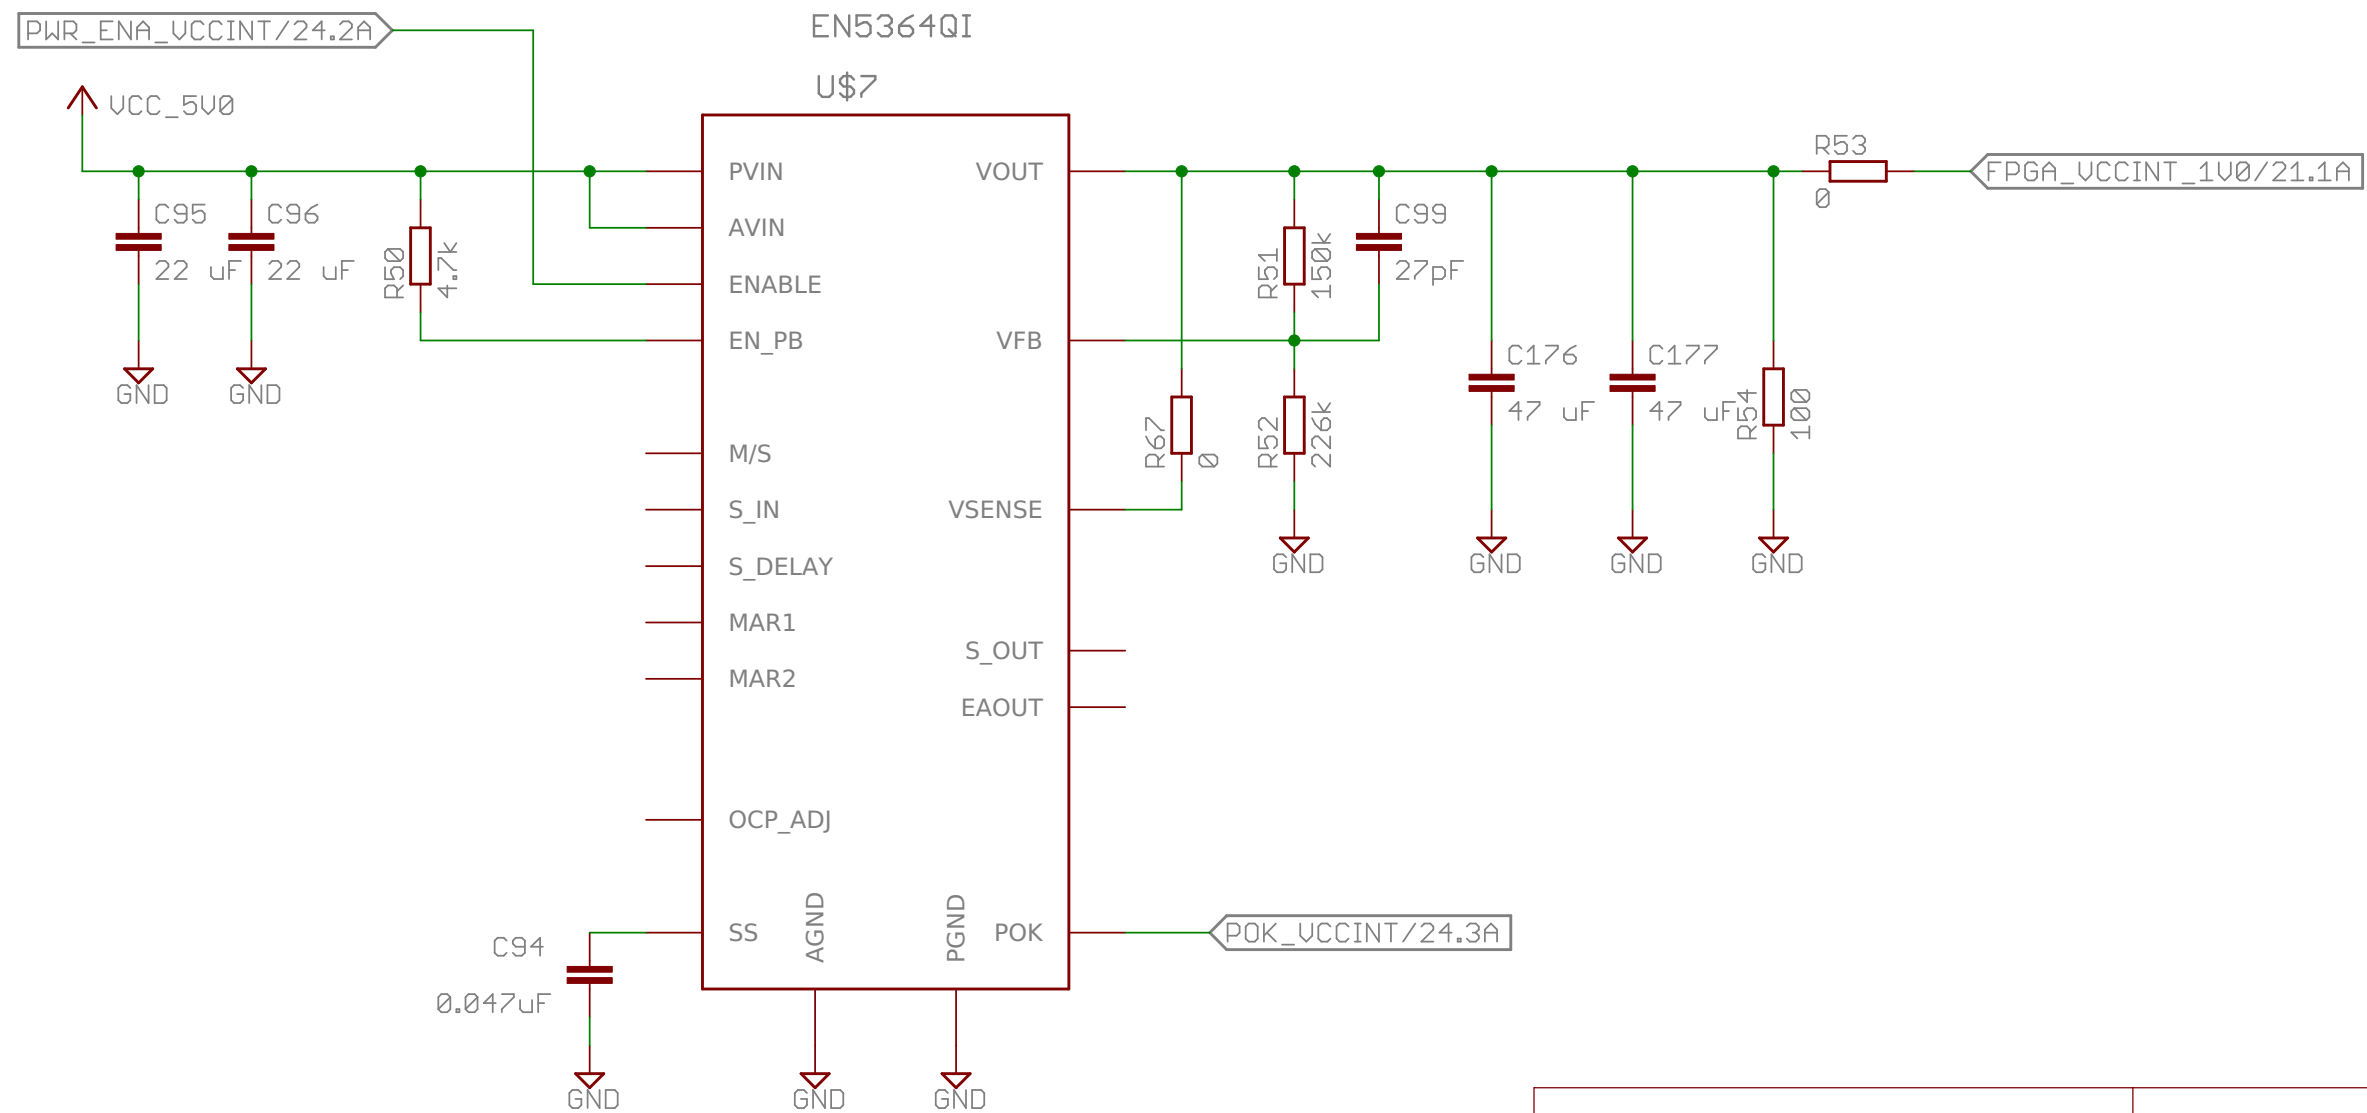 EN5364QI
PWR_ENA_VCCINT/24.2A
U$7
VCC_5V0
R53
0
FPGA_VCCINT_1V0/21.1A
PVIN
VOUT
C95
22 uF
C96
22 uF
R50
4.7k
AVIN
ENABLE
EN_PB
VFB
R51
150k
C99
27pF
C176
47 uF
C177
47 uF
R54
100
GND
GND
R67
0
R52
226k
M/S
S_IN
VSENSE
S_DELAY
GND
GND
GND
GND
MAR1
S_OUT
MAR2
EAOUT
OCP_ADJ
SS
AGND
PGND
POK
POK_VCCINT/24.3A
C94
0.047uF
GND
GND
GND